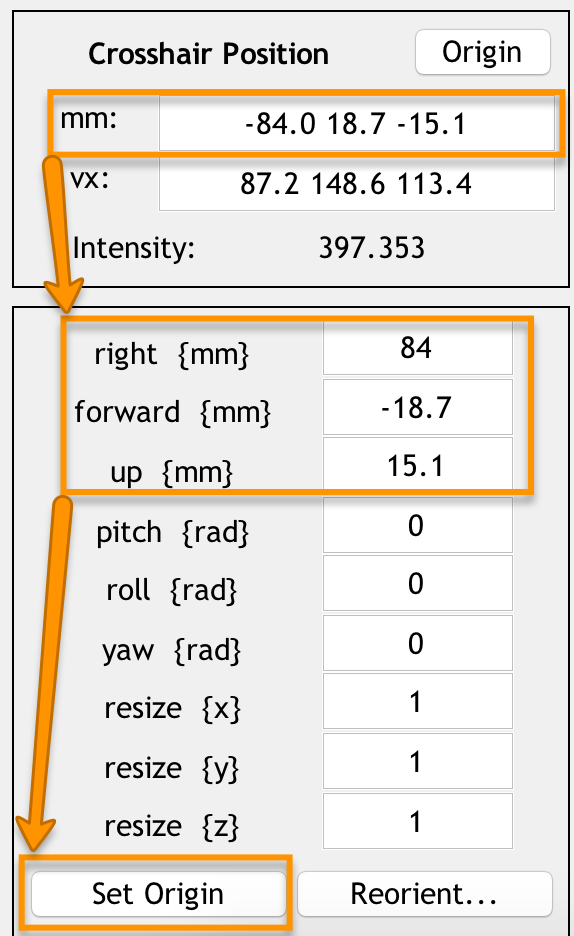 Crosshair Position Origin
mm: -84.0 18.7 -15.1
vx: 87.2 148.6 113.4
Intensity: 397.353
right {mm} 84
forward {mm} -18.7
up {mm} 15.1
pitch {rad} 0
roll {rad} 0
yaw {rad} 0
resize {x} 1
resize {y} 1
resize {z} 1
Set Origin Reorient...